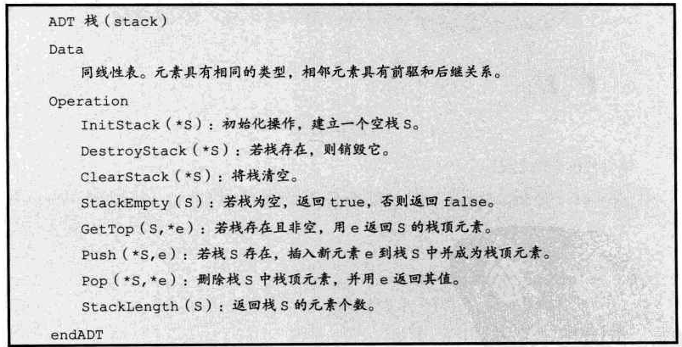 ADT 栈(stack)
Data
同线性表。元素具有相同的类型,相邻元素具有前驱和后继关系。
Operation
InitStack(*S):初始化操作,建立一个空栈S。
DestroyStack(*S):若栈存在,则销毁它。
ClearStack(*S):将栈清空。
StackEmpty(S):若栈为空,返回true,否则返回false。
GetTop(S,*e):若栈存在且非空,用e返回S的栈顶元素。
Push(*S,e):若栈S存在,插入新元素e到栈S中并成为栈顶元素。
Pop(*S,*e):删除栈S中栈顶元素,并用e返回其值。
StackLength(S):返回栈S的元素个数。
endADT